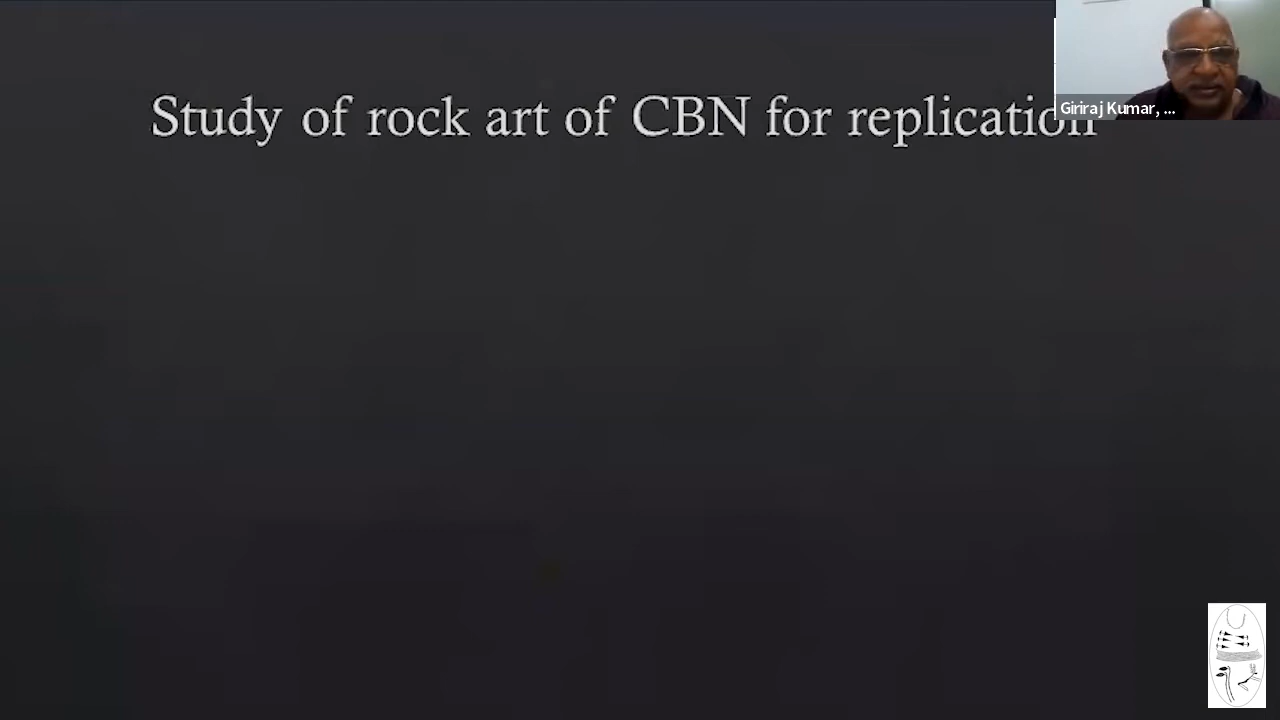 Study of rock art of CBN for replication
Giriraj Kumar, ...